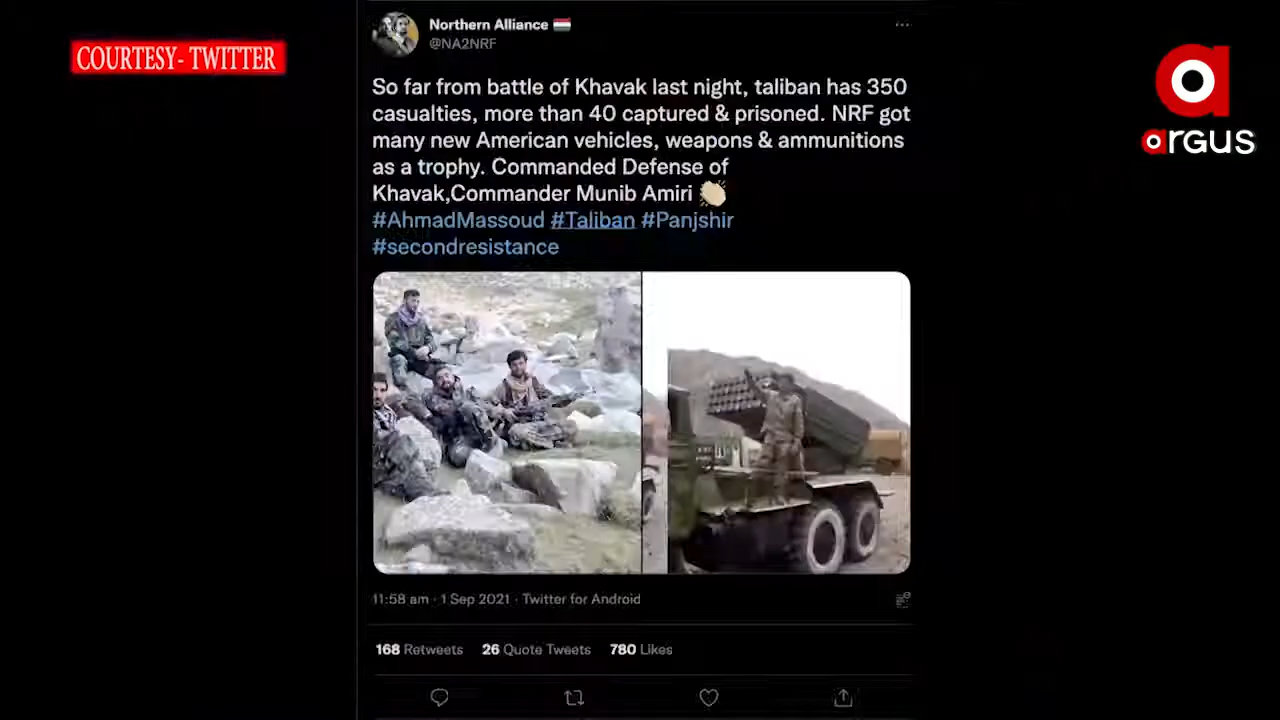 COURTESY- TWITTER
Northern Alliance
@NA2NRF
So far from battle of Khavak last night, taliban has 350
casualties, more than 40 captured & prisoned. NRF got
many new American vehicles, weapons & ammunitions
as a trophy. Commanded Defense of
Khavak,Commander Munib Amiri 👏🏻
#AhmadMassoud #Taliban #Panjshir
#secondresistance
11:58 am · 1 Sep 2021 · Twitter for Android
168 Retweets 26 Quote Tweets 780 Likes
argus